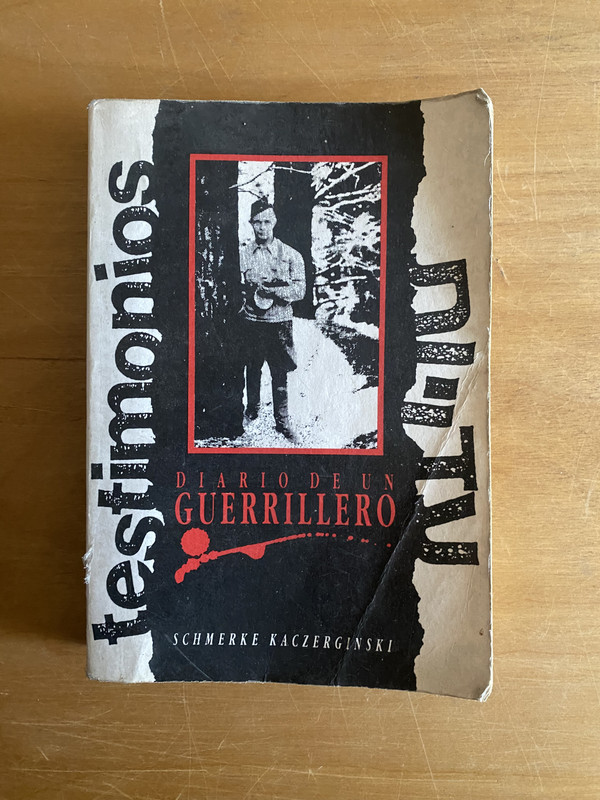 testimonios
DIARIO DE UN
GUERRILLERO
SCHMERKE KACZERGINSKI